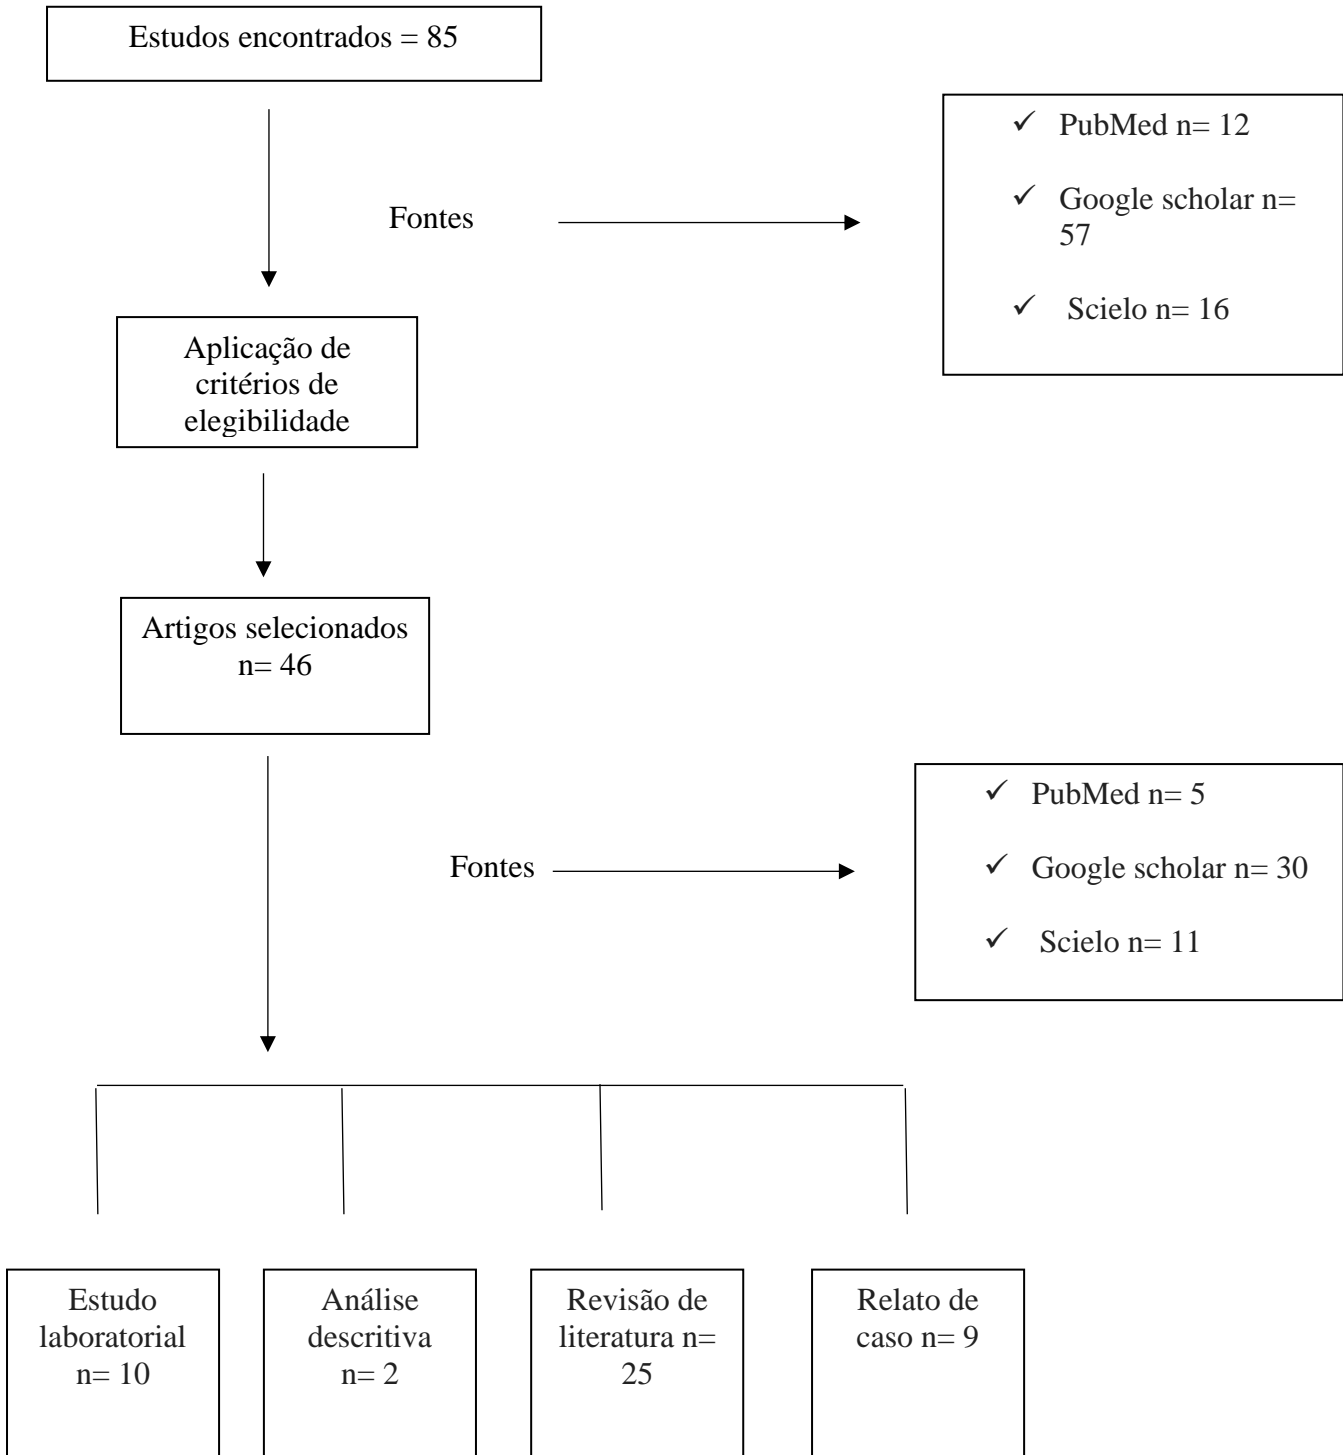 Estudos encontrados = 85
✓ PubMed n= 12
✓ Google scholar n=
57
✓ Scielo n= 16
Fontes
Aplicação de
critérios de
elegibilidade
Artigos selecionados
n= 46
✓ PubMed n= 5
✓ Google scholar n= 30
✓ Scielo n= 11
Fontes
Estudo
laboratorial
n= 10
Análise
descritiva
n= 2
Revisão de
literatura n=
25
Relato de
caso n= 9